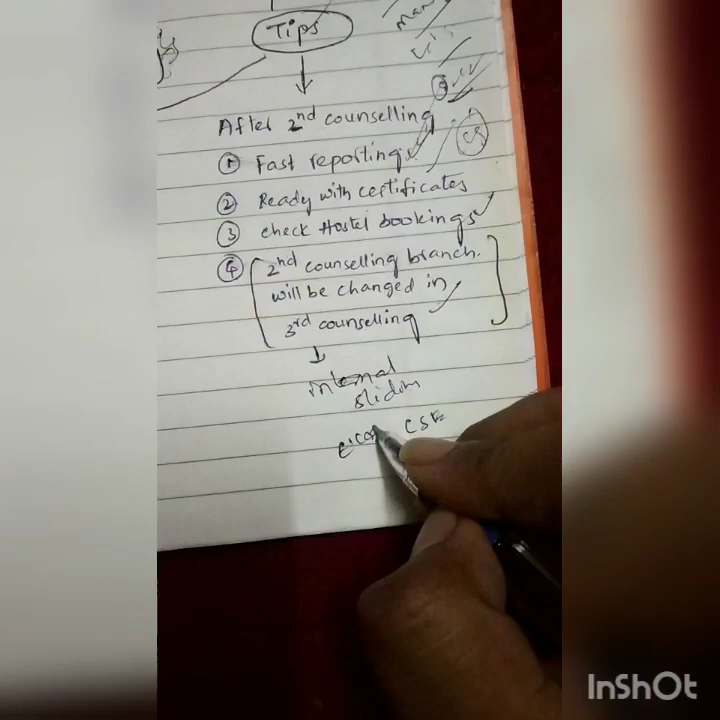 Tips
After 2nd counselling
① Fast reporting
② Ready with certificates
③ check Hostel bookings
④ 2nd counselling branch.
will be changed in
3rd counselling
internal
sliding
CSE
InShOt